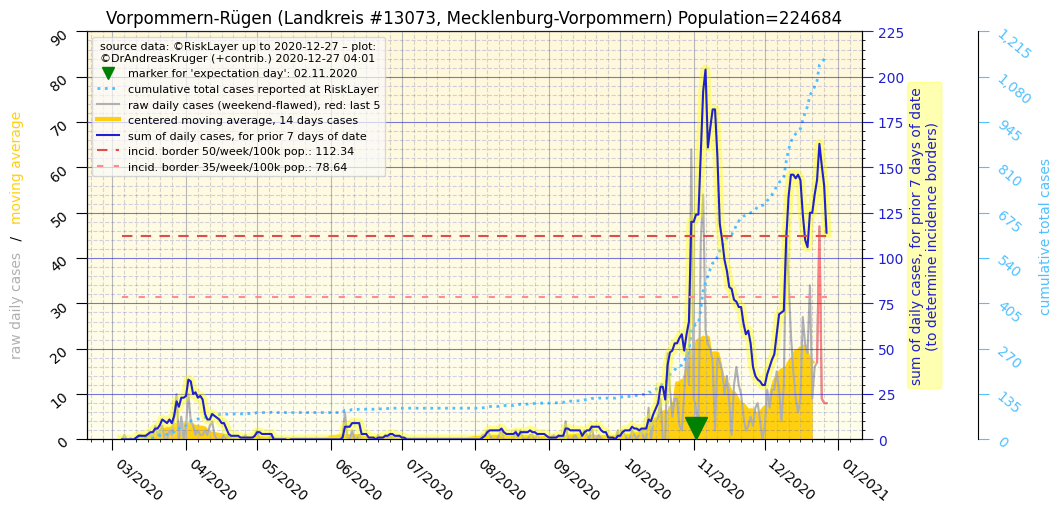 Vorpommern-Rügen (Landkreis #13073, Mecklenburg-Vorpommern) Population=224684
source data: ©RiskLayer up to 2020-12-27 – plot:
©DrAndreasKruger (+contrib.) 2020-12-27 04:01
marker for 'expectation day': 02.11.2020
cumulative total cases reported at RiskLayer
raw daily cases (weekend-flawed), red: last 5
centered moving average, 14 days cases
sum of daily cases, for prior 7 days of date
incid. border 50/week/100k pop.: 112.34
incid. border 35/week/100k pop.: 78.64
raw daily cases / moving average
90
80
70
60
50
40
30
20
10
0
03/2020
04/2020
05/2020
06/2020
07/2020
08/2020
09/2020
10/2020
11/2020
12/2020
01/2021
225
200
175
150
125
100
75
50
25
0
sum of daily cases, for prior 7 days of date
(to determine incidence borders)
1,215
1,080
945
810
675
540
405
270
135
0
cumulative total cases